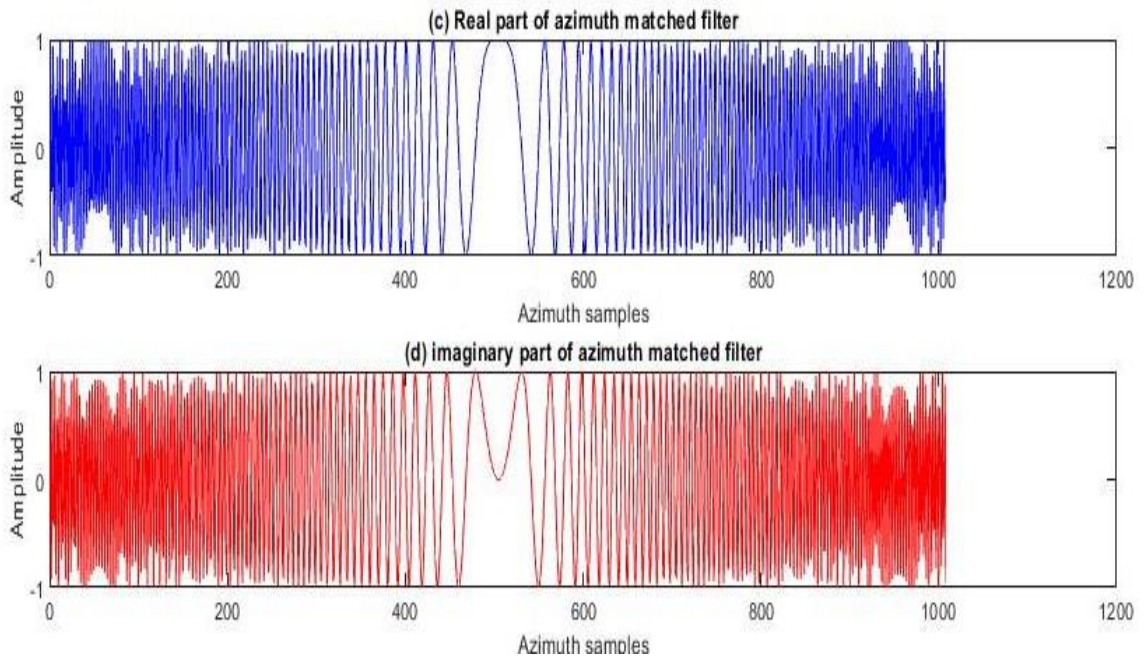 (c) Real part of azimuth matched filter
1
0
-1
Amplitude
0 200 400 600 800 1000 1200
Azimuth samples
(d) imaginary part of azimuth matched filter
1
0
-1
Amplitude
0 200 400 600 800 1000 1200
Azimuth samples